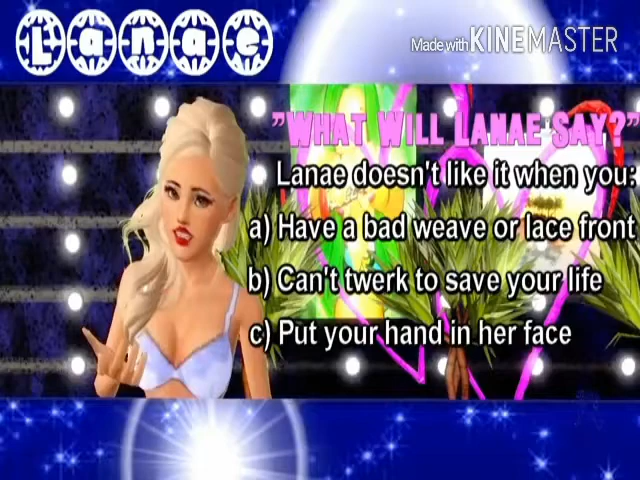 Lanae
Made with KINEMASTER
"WHAT WILL LANAE SAY?"
Lanae doesn't like it when you:
a) Have a bad weave or lace front
b) Can't twerk to save your life
c) Put your hand in her face